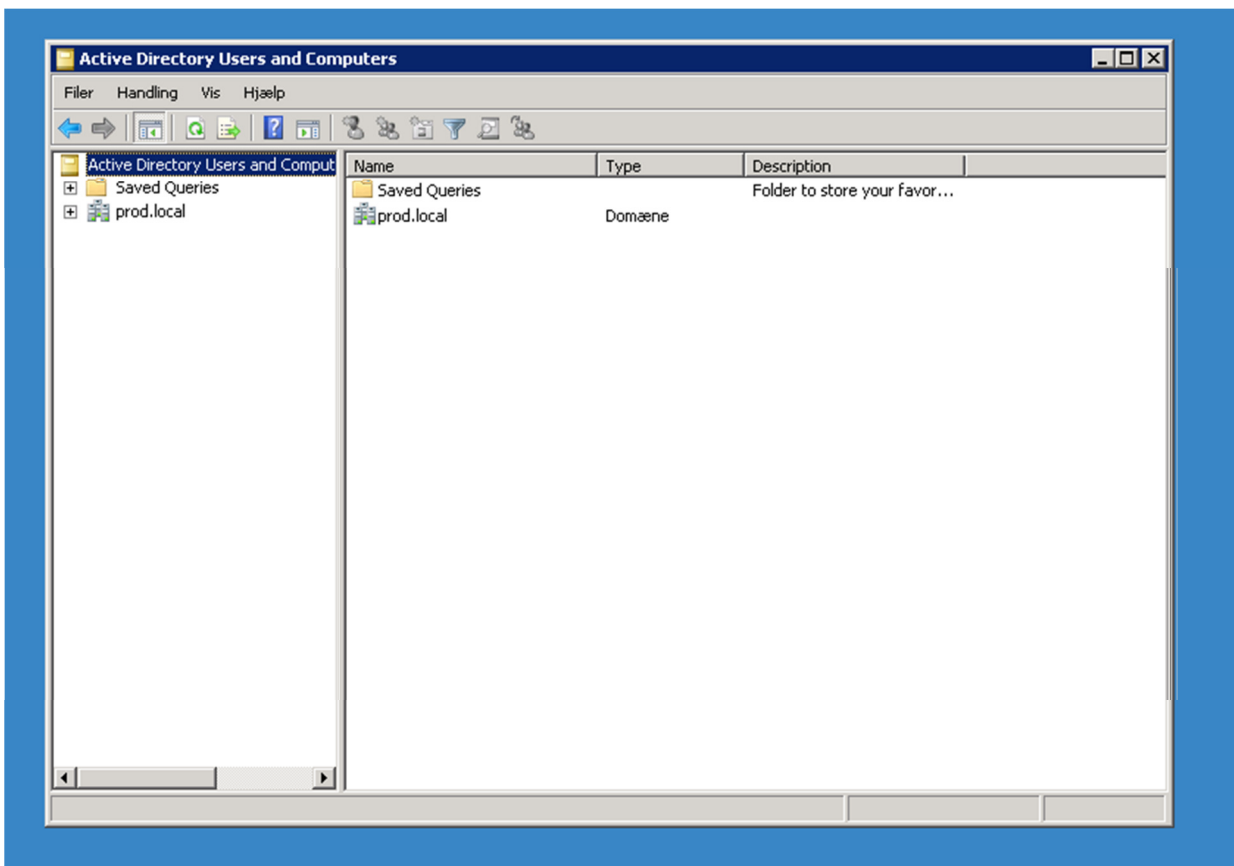 Active Directory Users and Computers
Filer Handling Vis Hjælp
Active Directory Users and Comput
Saved Queries
prod.local
Name Type Description
Saved Queries Folder to store your favor...
prod.local Domæne